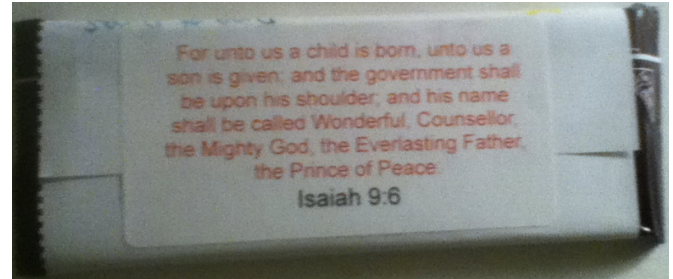 For unto us a child is born, unto us a
son is given; and the government shall
be upon his shoulder; and his name
shall be called Wonderful, Counsellor,
the Mighty God, the Everlasting Father,
the Prince of Peace.
Isaiah 9:6